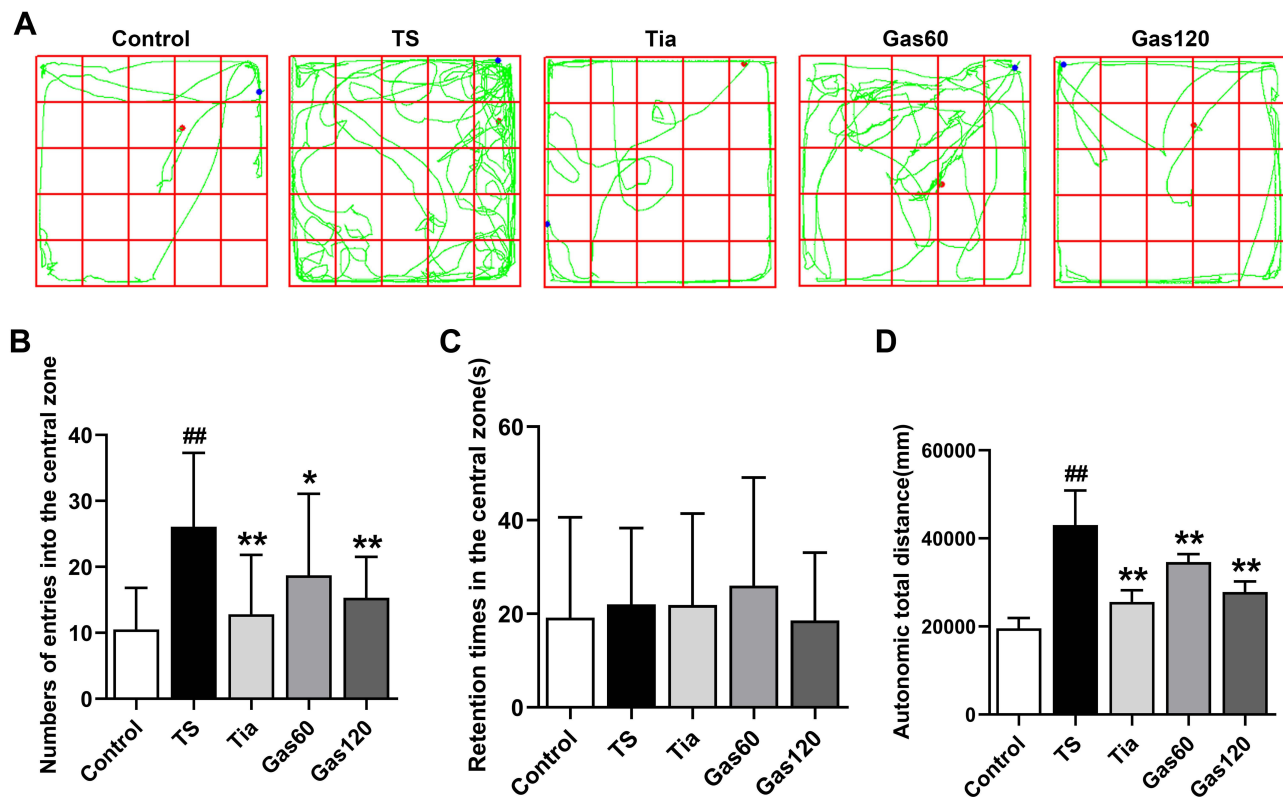 A
Control
TS
Tia
Gas60
Gas120
B
Numbers of entries into the central zone
40
30
20
10
0
##
**
*
**
Control
TS
Tia
Gas60
Gas120
C
Retention times in the central zone(s)
60
40
20
0
Control
TS
Tia
Gas60
Gas120
D
Autonomic total distance(mm)
60000
40000
20000
0
##
**
**
**
Control
TS
Tia
Gas60
Gas120